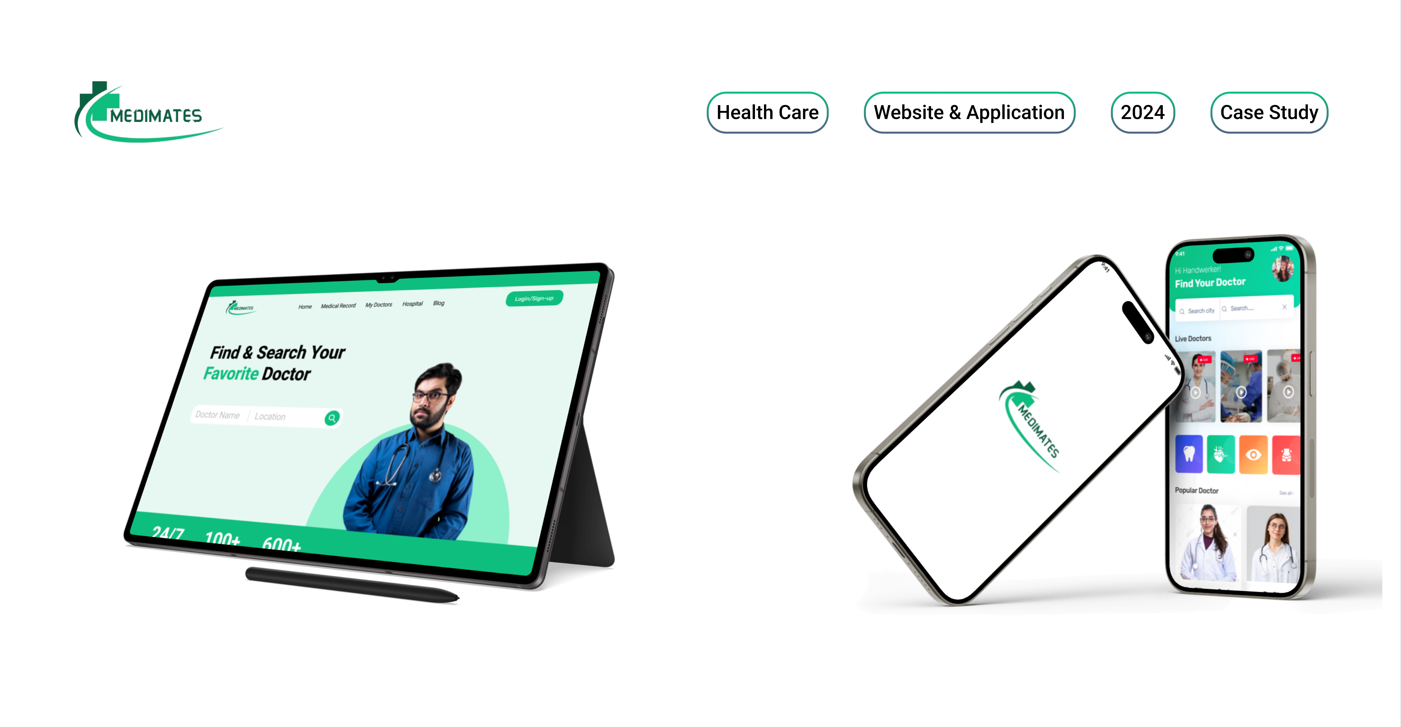 MEDIMATES
Health Care
Website & Application
2024
Case Study
MEDIMATES
Home
Medical Record
My Doctors
Hospital
Blog
Login/Sign-up
Find & Search Your
Favorite Doctor
Doctor Name
Location
24/7
100+
600+
9:41
MEDIMATES
9:41
Hi Handwerker!
Find Your Doctor
Search city
Search.....
Live Doctors
Popular Doctor
See all